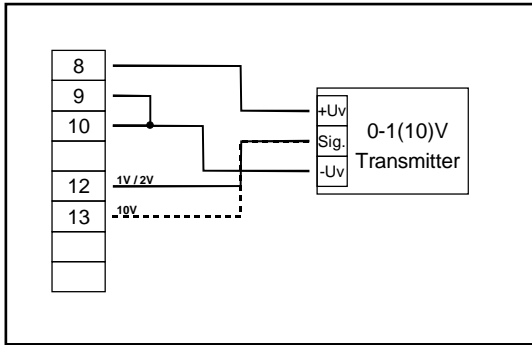 8
9
10
12
13
1V / 2V
10V
+Uv
Sig.
-Uv
0-1(10)V
Transmitter